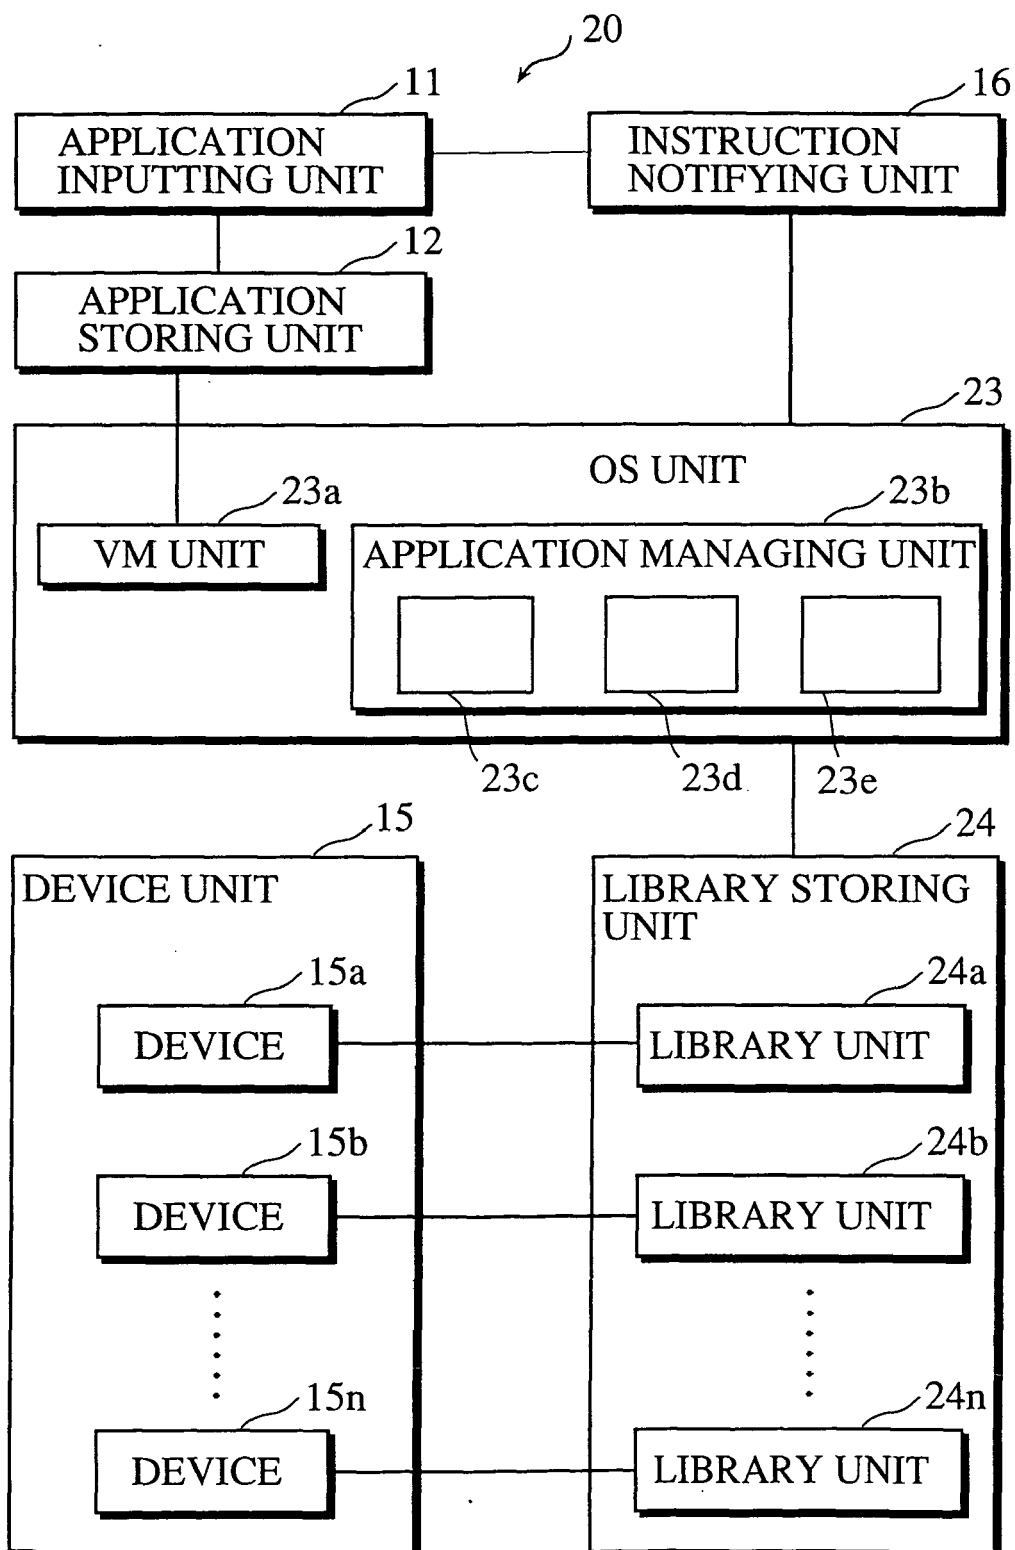 20
11
16
APPLICATION
INPUTTING UNIT
INSTRUCTION
NOTIFYING UNIT
12
APPLICATION
STORING UNIT
23
OS UNIT
23a
23b
VM UNIT
APPLICATION MANAGING UNIT
23c
23d
23e
15
24
DEVICE UNIT
LIBRARY STORING
UNIT
15a
24a
DEVICE
LIBRARY UNIT
15b
24b
DEVICE
LIBRARY UNIT
15n
24n
DEVICE
LIBRARY UNIT